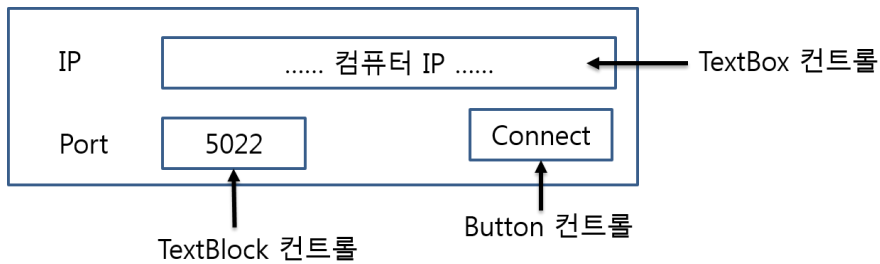 IP
...... 컴퓨터 IP ......
TextBox 컨트롤
Port
5022
Connect
Button 컨트롤
TextBlock 컨트롤